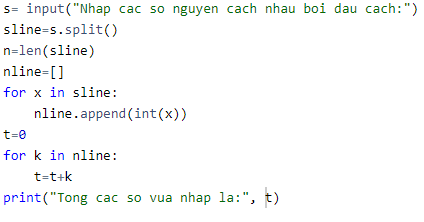 s= input("Nhap cac so nguyen cach nhau boi dau cach:")
sline=s.split()
n=len(sline)
nline=[]
for x in sline:
    nline.append(int(x))
t=0
for k in nline:
    t=t+k
print("Tong cac so vua nhap la:", t)